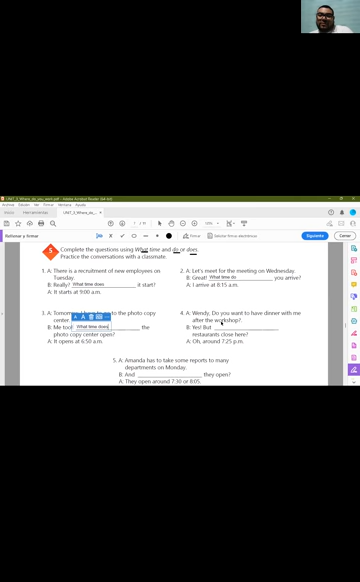 UNIT_3_Where_do_you_work.pdf - Adobe Acrobat Reader DC (64-bit)
Archivo Edición Ver Firmar Ventana Ayuda
Inicio Herramientas UNIT_3_Where_do_yo... ×
Rellenar y firmar
Firmar
Siguiente
Cerrar
5 Complete the questions using What time and do or does.
Practice the conversations with a classmate.
1. A: There is a recruitment of new employees on
Tuesday.
B: Really? What time does it start?
A: It starts at 9:00 a.m.
2. A: Let's meet for the meeting on Wednesday.
B: Great! What time do you arrive?
A: I arrive at 8:15 a.m.
3. A: Tomorrow to the photo copy
center.
B: Me too! What time does the
photo copy center open?
A: It opens at 6:50 a.m.
4. A: Wendy, Do you want to have dinner with me
after the workshop?
B: Yes! But
restaurants close here?
A: Oh, around 7:25 p.m.
5. A: Amanda has to take some reports to many
departments on Monday.
B: And they open?
A: They open around 7:30 or 8:05.